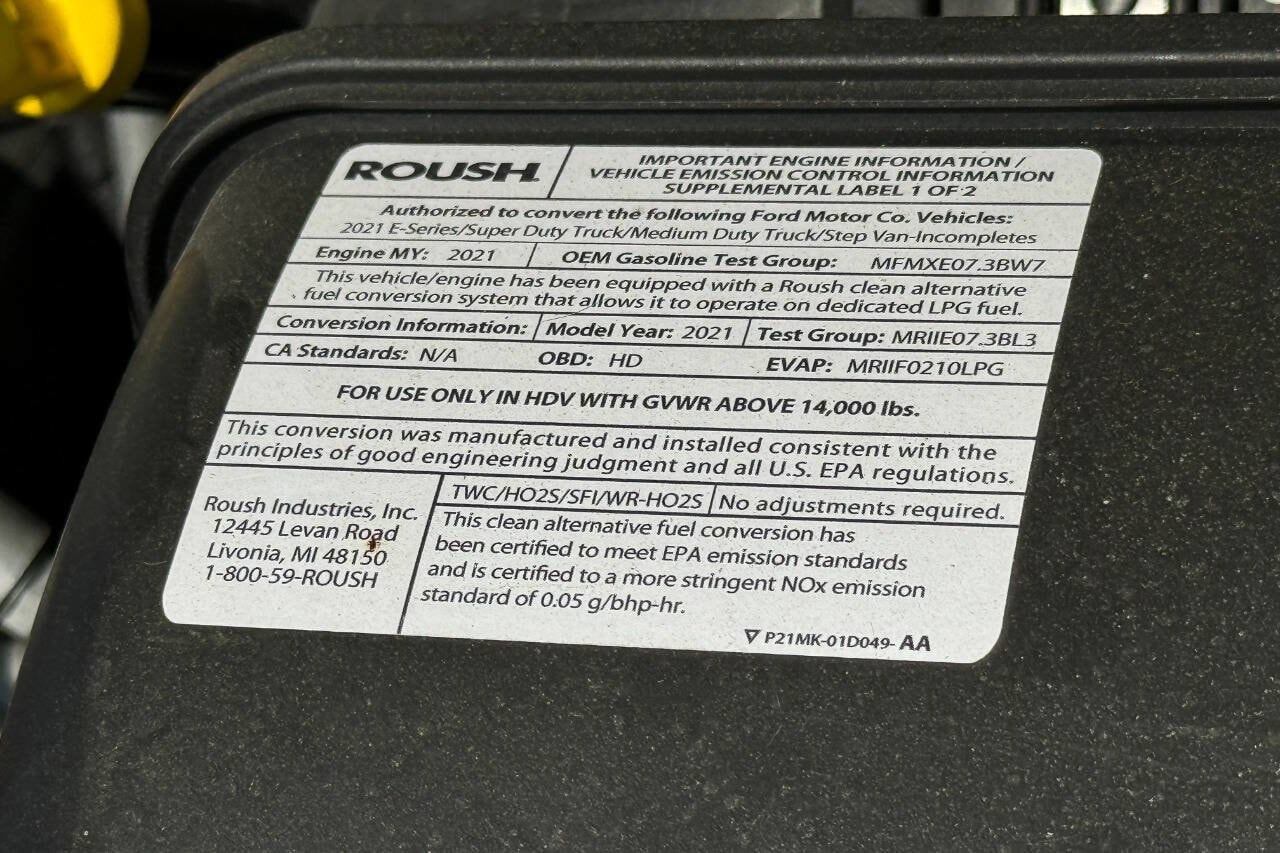 ROUSH
IMPORTANT ENGINE INFORMATION /
VEHICLE EMISSION CONTROL INFORMATION
SUPPLEMENTAL LABEL 1 OF 2
Authorized to convert the following Ford Motor Co. Vehicles:
2021 E-Series/Super Duty Truck/Medium Duty Truck/Step Van-Incompletes
Engine MY: 2021 OEM Gasoline Test Group: MFMXE07.3BW7
This vehicle/engine has been equipped with a Roush clean alternative
fuel conversion system that allows it to operate on dedicated LPG fuel.
Conversion Information: Model Year: 2021 Test Group: MRIIE07.3BL3
CA Standards: N/A OBD: HD EVAP: MRIIF0210LPG
FOR USE ONLY IN HDV WITH GVWR ABOVE 14,000 lbs.
This conversion was manufactured and installed consistent with the
principles of good engineering judgment and all U.S. EPA regulations.
Roush Industries, Inc.
12445 Levan Road
Livonia, MI 48150
1-800-59-ROUSH
TWC/HO2S/SFI/WR-HO2S No adjustments required.
This clean alternative fuel conversion has
been certified to meet EPA emission standards
and is certified to a more stringent NOx emission
standard of 0.05 g/bhp-hr.
P21MK-01D049-AA